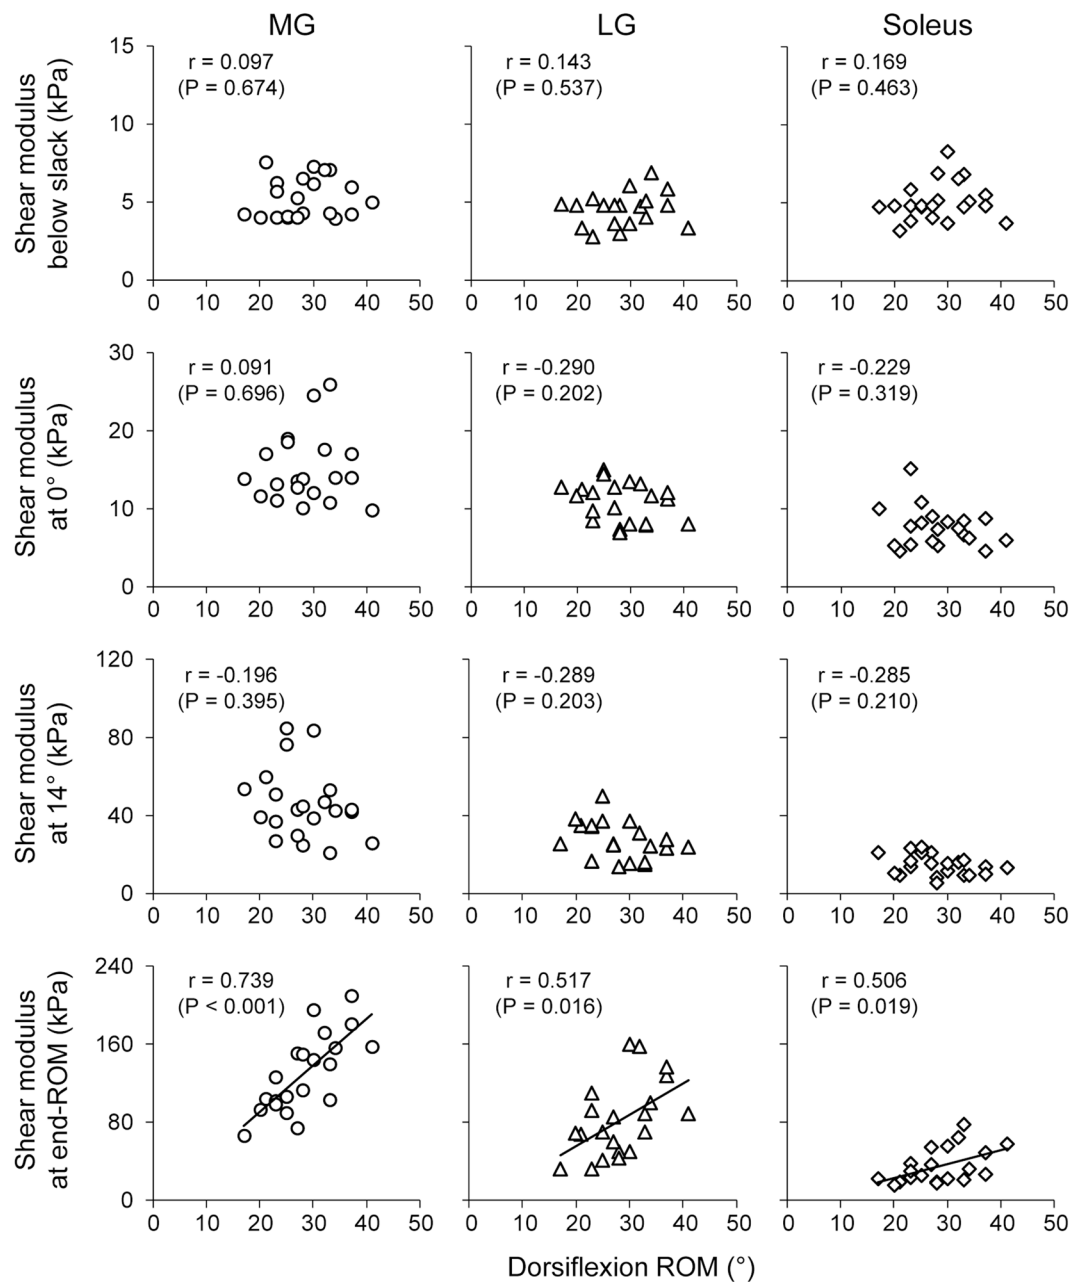 MG LG Soleus
Shear modulus
below slack (kPa)
15
10
5
0
r = 0.097
(P = 0.674)
0 10 20 30 40 50
r = 0.143
(P = 0.537)
0 10 20 30 40 50
r = 0.169
(P = 0.463)
0 10 20 30 40 50
Shear modulus
at 0° (kPa)
30
20
10
0
r = 0.091
(P = 0.696)
0 10 20 30 40 50
r = -0.290
(P = 0.202)
0 10 20 30 40 50
r = -0.229
(P = 0.319)
0 10 20 30 40 50
Shear modulus
at 14° (kPa)
120
80
40
0
r = -0.196
(P = 0.395)
0 10 20 30 40 50
r = -0.289
(P = 0.203)
0 10 20 30 40 50
r = -0.285
(P = 0.210)
0 10 20 30 40 50
Shear modulus
at end-ROM (kPa)
240
160
80
0
r = 0.739
(P < 0.001)
0 10 20 30 40 50
r = 0.517
(P = 0.016)
0 10 20 30 40 50
r = 0.506
(P = 0.019)
0 10 20 30 40 50
Dorsiflexion ROM (°)